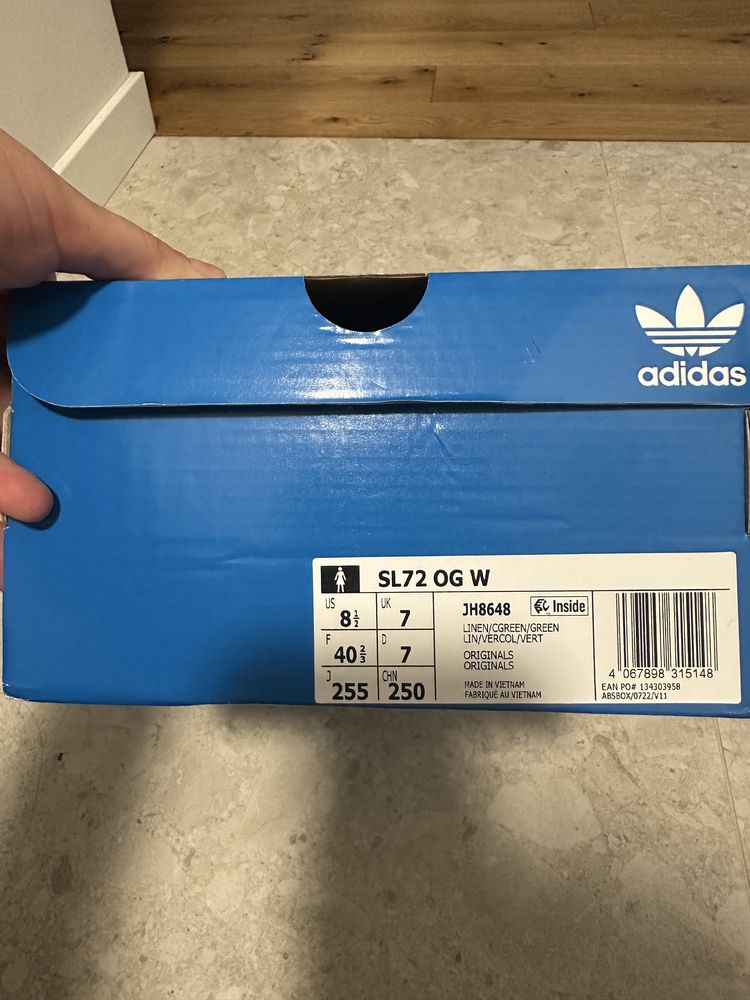 adidas
SL72 OG W
US 8½ UK 7
F 40⅔ D 7
J 255 CHN 250
JH8648 Inside
LINEN/CGREEN/GREEN
LIN/VERCOL/VERT
ORIGINALS
ORIGINALS
MADE IN VIETNAM
FABRIQUE AU VIETNAM
4 067898 315148
EAN PO# 134303958
ABSBOX/0722/V11